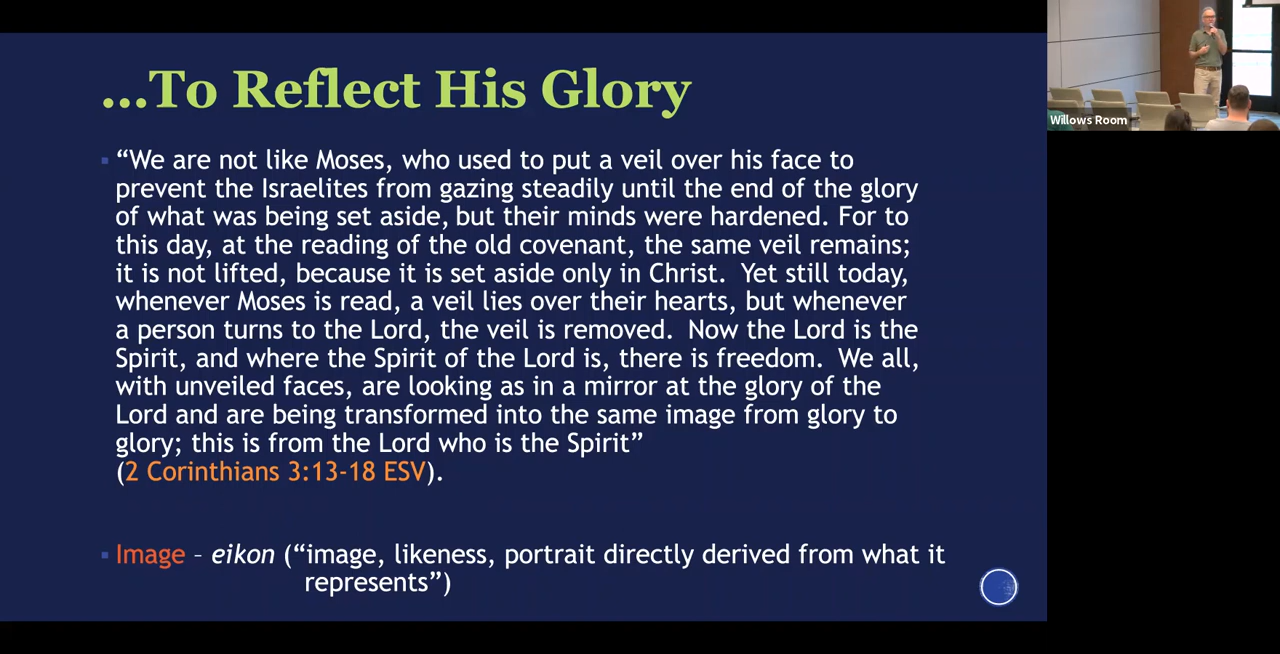 ...To Reflect His Glory
“We are not like Moses, who used to put a veil over his face to
prevent the Israelites from gazing steadily until the end of the glory
of what was being set aside, but their minds were hardened. For to
this day, at the reading of the old covenant, the same veil remains;
it is not lifted, because it is set aside only in Christ.  Yet still today,
whenever Moses is read, a veil lies over their hearts, but whenever
a person turns to the Lord, the veil is removed.  Now the Lord is the
Spirit, and where the Spirit of the Lord is, there is freedom.  We all,
with unveiled faces, are looking as in a mirror at the glory of the
Lord and are being transformed into the same image from glory to
glory; this is from the Lord who is the Spirit”
(2 Corinthians 3:13-18 ESV).
Image – eikon (“image, likeness, portrait directly derived from what it
represents”)
Willows Room